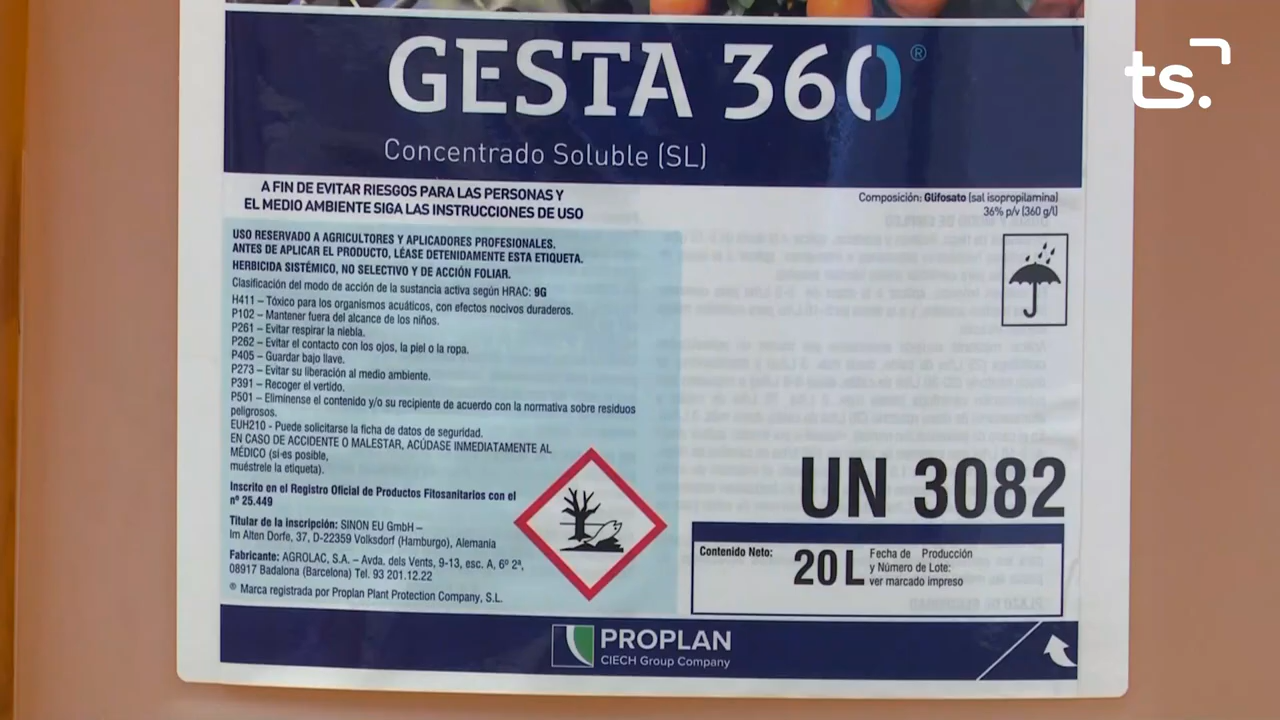 GESTA 360®
ts.
Concentrado Soluble (SL)
A FIN DE EVITAR RIESGOS PARA LAS PERSONAS Y
EL MEDIO AMBIENTE SIGA LAS INSTRUCCIONES DE USO
Composición: Glifosato (sal isopropilamina)
36% p/v (360 g/l)
USO RESERVADO A AGRICULTORES Y APLICADORES PROFESIONALES.
ANTES DE APLICAR EL PRODUCTO, LÉASE DETENIDAMENTE ESTA ETIQUETA.
HERBICIDA SISTÉMICO, NO SELECTIVO Y DE ACCIÓN FOLIAR.
Clasificación del modo de acción de la sustancia activa según HRAC: 9G
H411 – Tóxico para los organismos acuáticos, con efectos nocivos duraderos.
P102 – Mantener fuera del alcance de los niños.
P261 – Evitar respirar la niebla.
P262 – Evitar el contacto con los ojos, la piel o la ropa.
P405 – Guardar bajo llave.
P273 – Evitar su liberación al medio ambiente.
P391 – Recoger el vertido.
P501 – Elimínense el contenido y/o su recipiente de acuerdo con la normativa sobre residuos
peligrosos.
EUH210 - Puede solicitarse la ficha de datos de seguridad.
EN CASO DE ACCIDENTE O MALESTAR, ACÚDASE INMEDIATAMENTE AL
MÉDICO (si es posible,
muéstrele la etiqueta).
Inscrito en el Registro Oficial de Productos Fitosanitarios con el
nº 25.449
Titular de la inscripción: SINON EU GmbH –
Im Alten Dorfe, 37, D-22359 Volksdorf (Hamburgo), Alemania
Fabricante: AGROLAC, S.A. – Avda. dels Vents, 9-13, esc. A, 6º 2ª,
08917 Badalona (Barcelona) Tel. 93 201.12.22
® Marca registrada por Proplan Plant Protection Company, S.L.
UN 3082
Contenido Neto: 20 L
Fecha de Producción
y Número de Lote:
ver marcado impreso
PROPLAN
CIECH Group Company